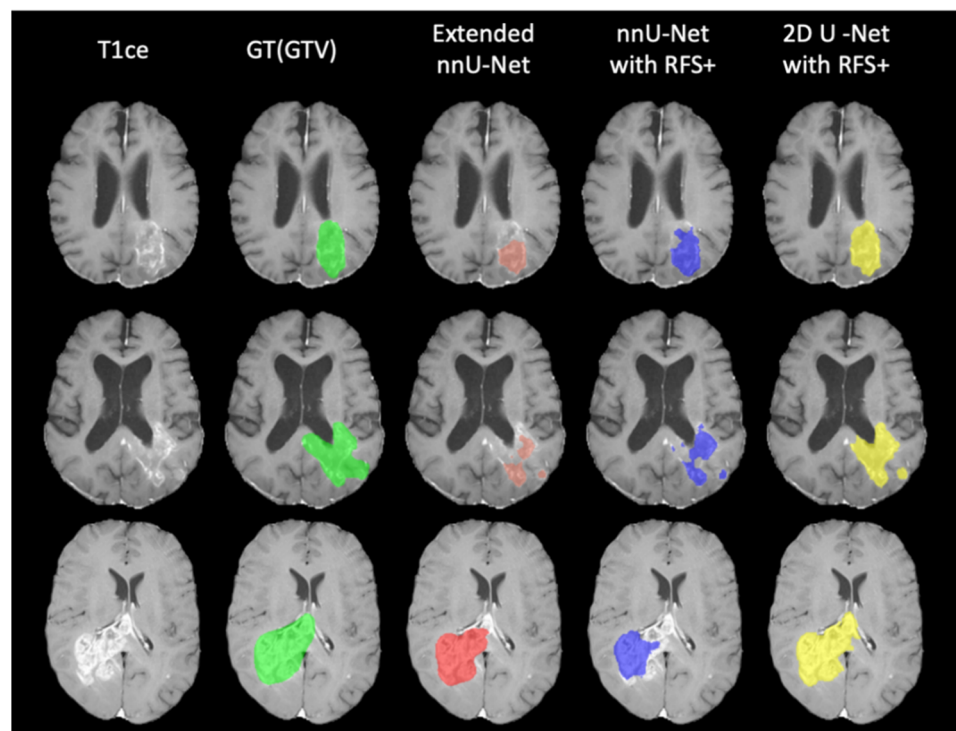 T1ce
GT(GTV)
Extended
nnU-Net
nnU-Net
with RFS+
2D U -Net
with RFS+